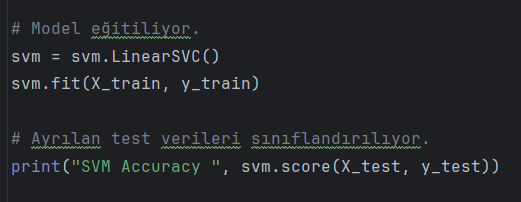 # Model eğitiliyor.
svm = svm.LinearSVC()
svm.fit(X_train, y_train)
# Ayrılan test verileri sınıflandırılıyor.
print("SVM Accuracy ", svm.score(X_test, y_test))